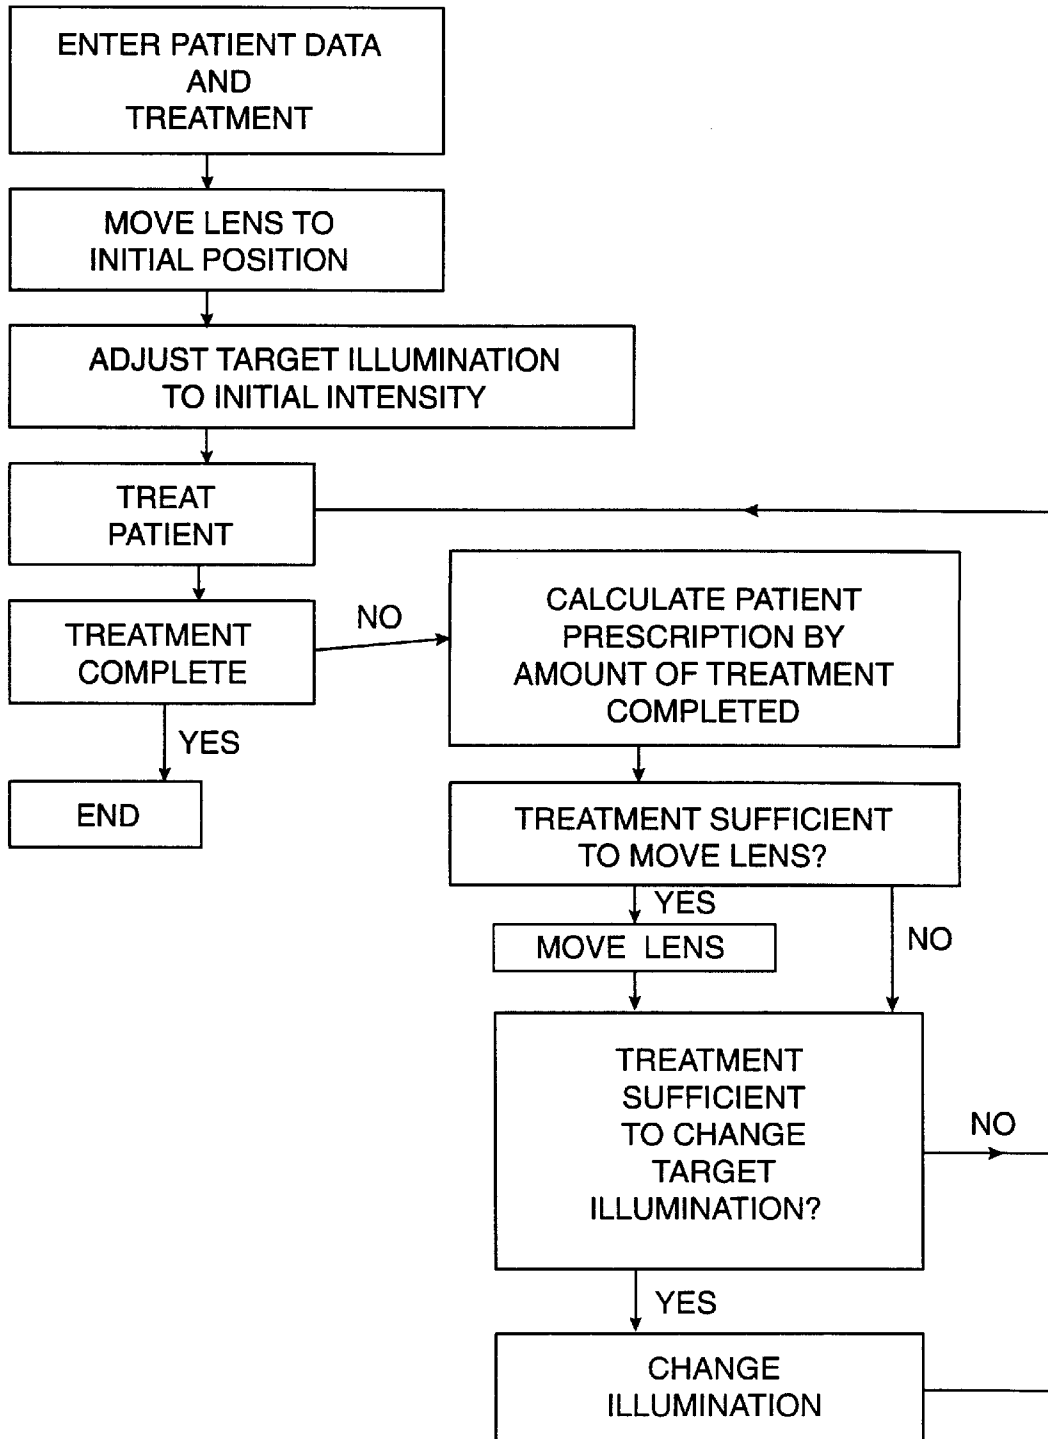 ENTER PATIENT DATA
AND
TREATMENT
MOVE LENS TO
INITIAL POSITION
ADJUST TARGET ILLUMINATION
TO INITIAL INTENSITY
TREAT
PATIENT
TREATMENT
COMPLETE
NO
YES
END
CALCULATE PATIENT
PRESCRIPTION BY
AMOUNT OF TREATMENT
COMPLETED
TREATMENT SUFFICIENT
TO MOVE LENS?
YES
NO
MOVE LENS
TREATMENT
SUFFICIENT
TO CHANGE
TARGET
ILLUMINATION?
NO
YES
CHANGE
ILLUMINATION